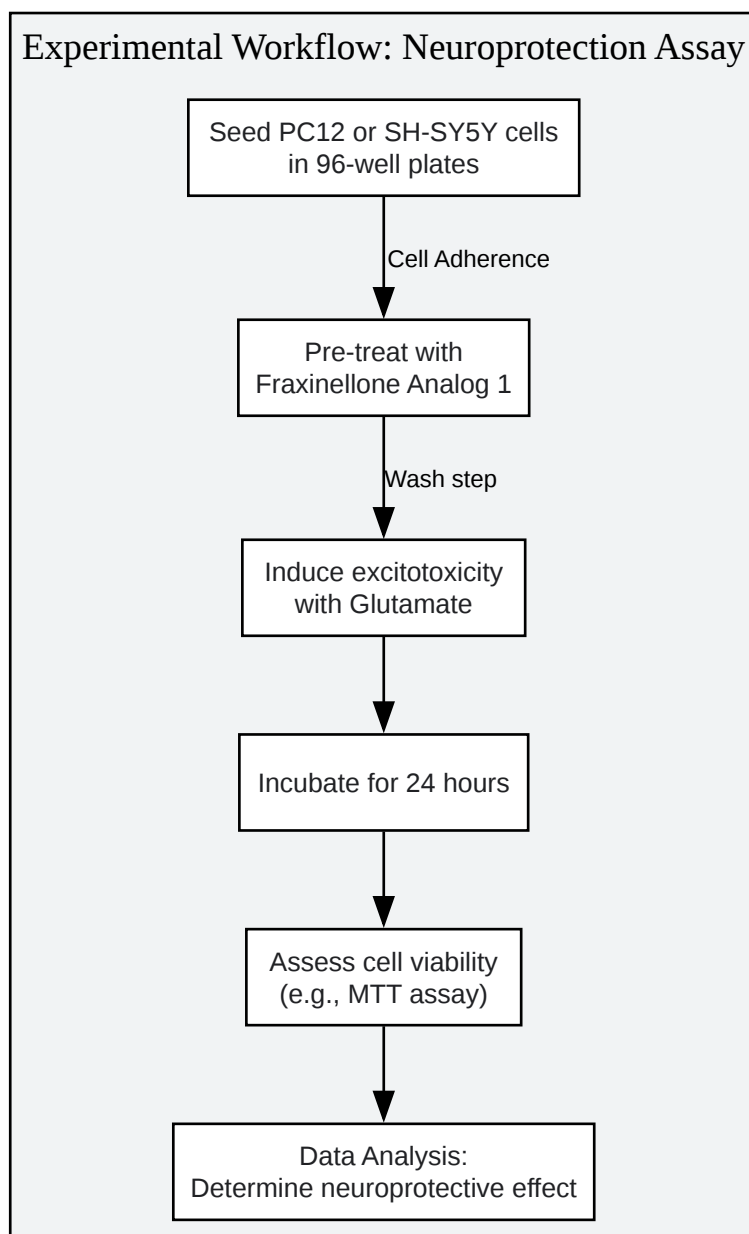 Experimental Workflow: Neuroprotection Assay
Seed PC12 or SH-SY5Y cells
in 96-well plates
Cell Adherence
Pre-treat with
Fraxinellone Analog 1
Wash step
Induce excitotoxicity
with Glutamate
Incubate for 24 hours
Assess cell viability
(e.g., MTT assay)
Data Analysis:
Determine neuroprotective effect